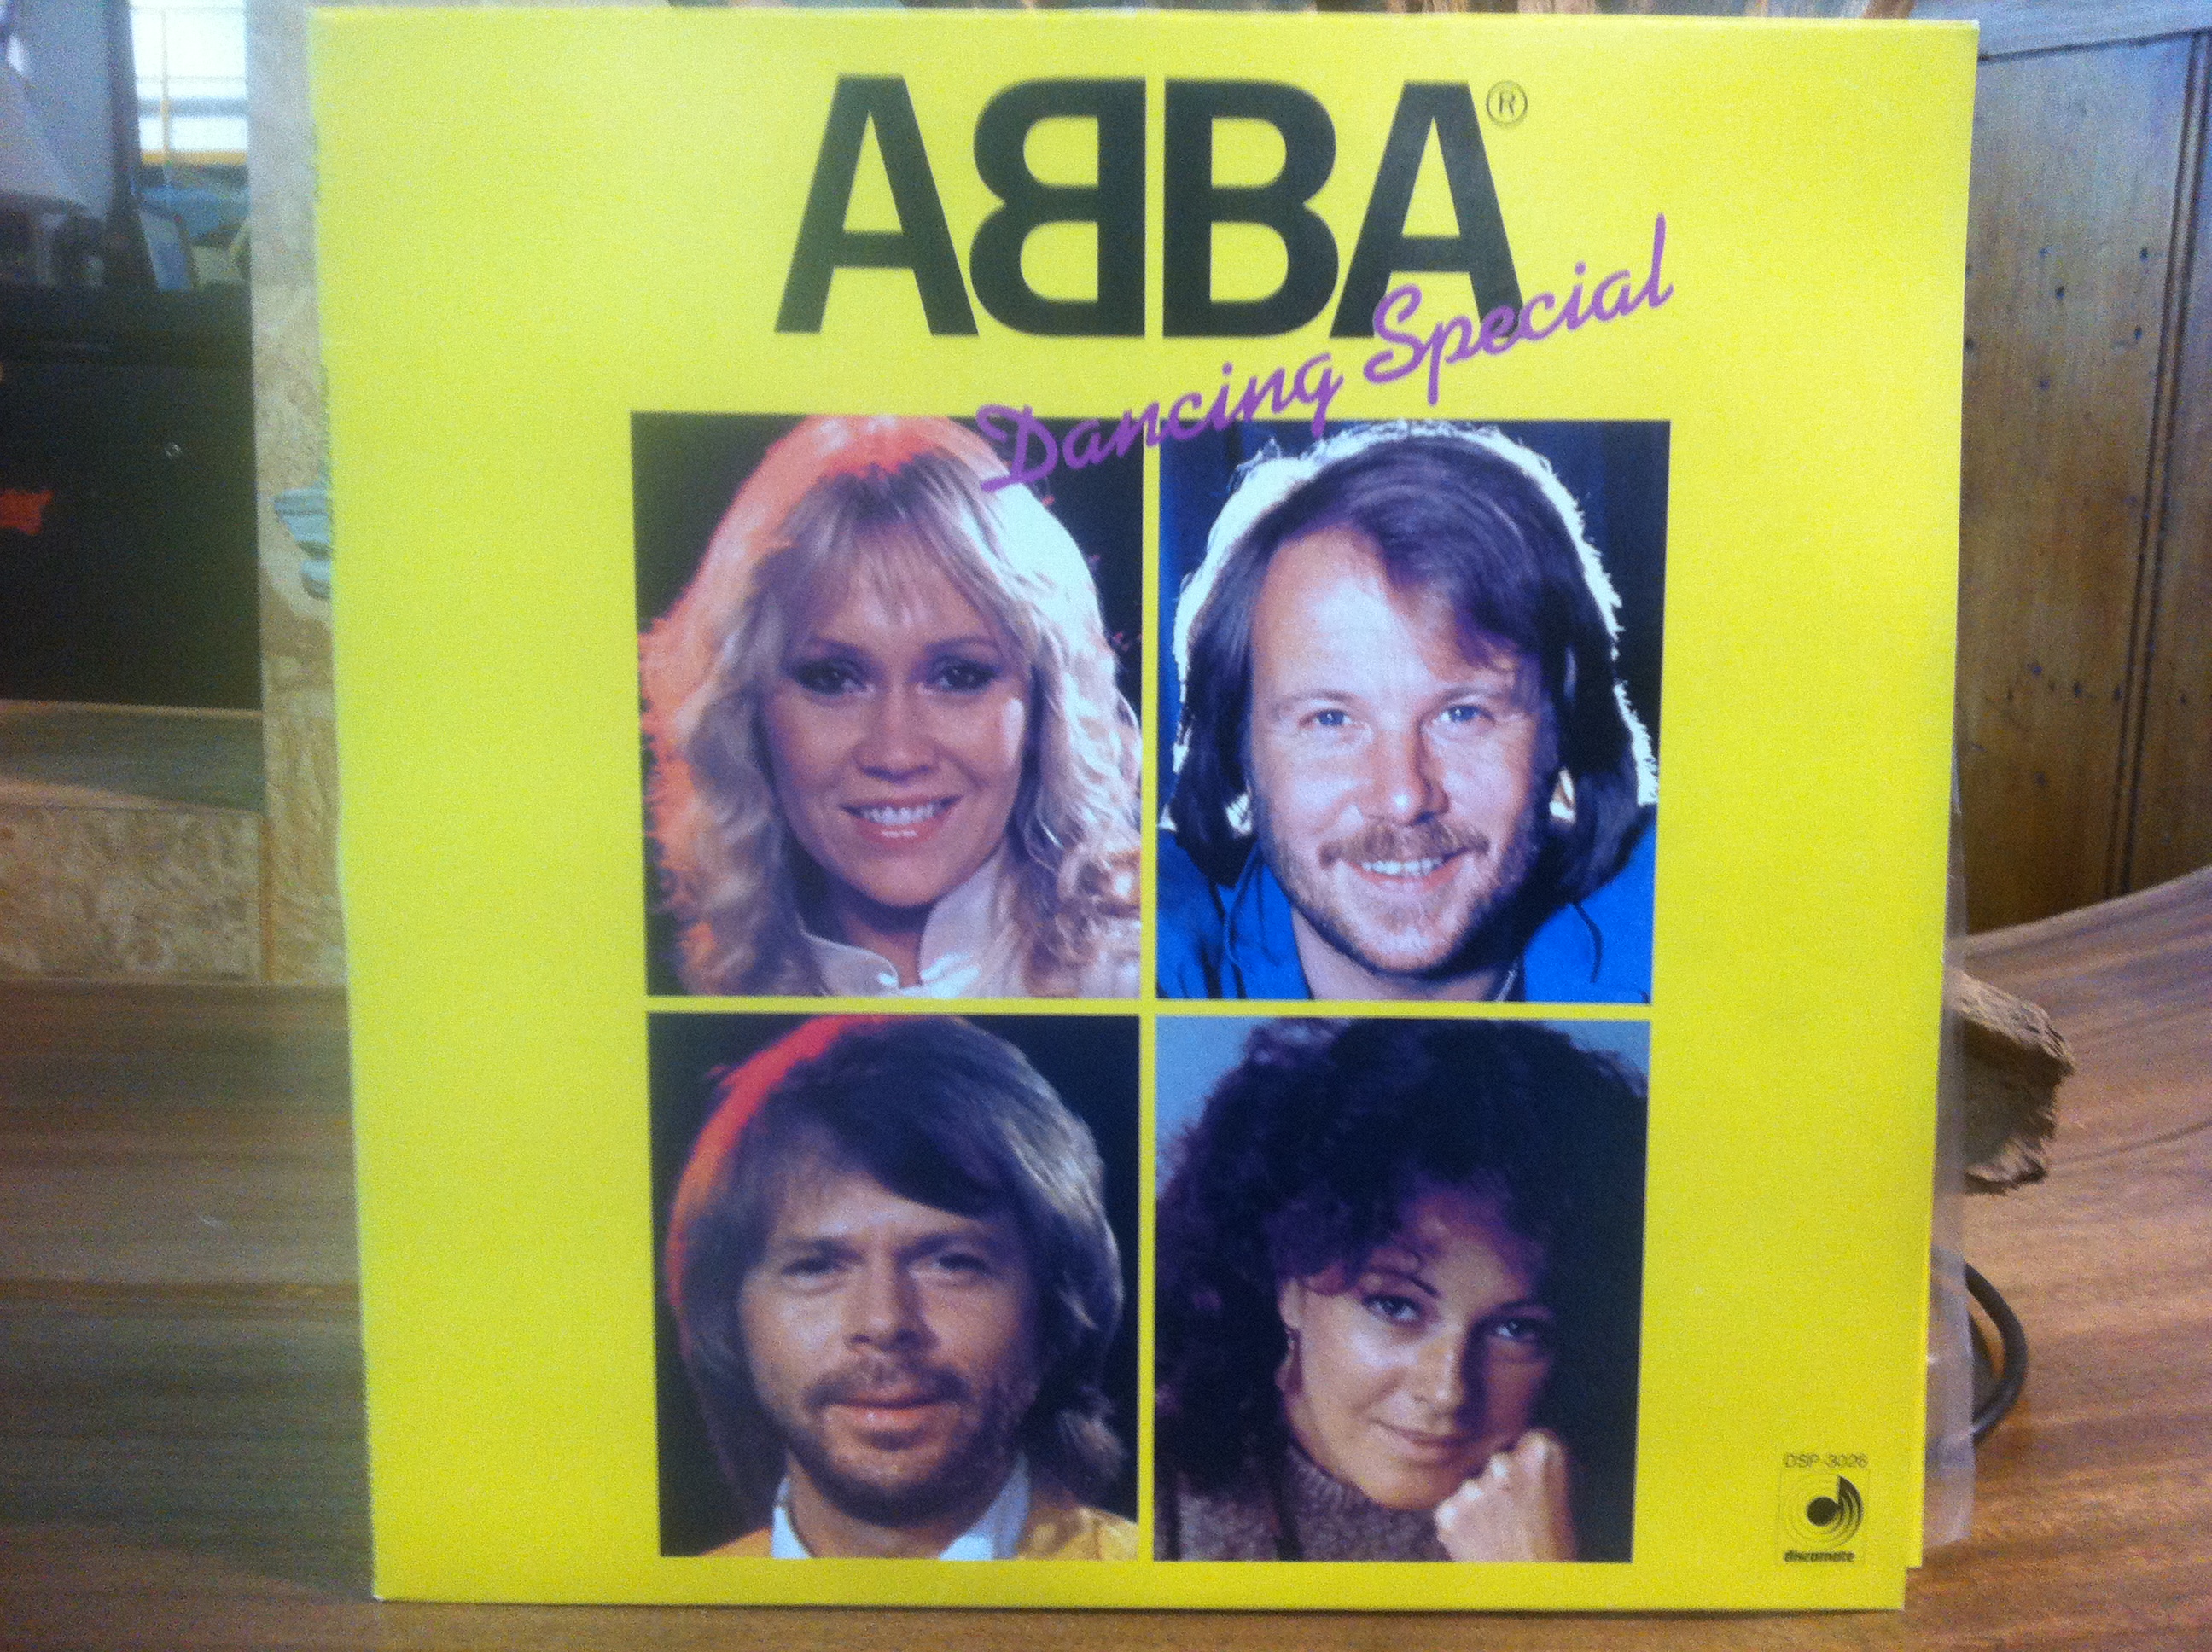 ABBA®
Dancing Special
DSP-3026
discomate